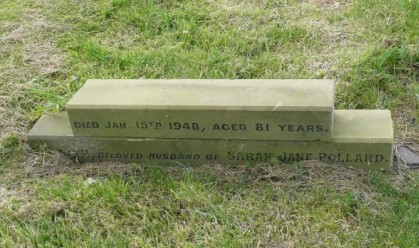 DIED JAN. 15TH 1948, AGED 81 YEARS.
BELOVED HUSBAND OF SARAH JANE POLLARD.